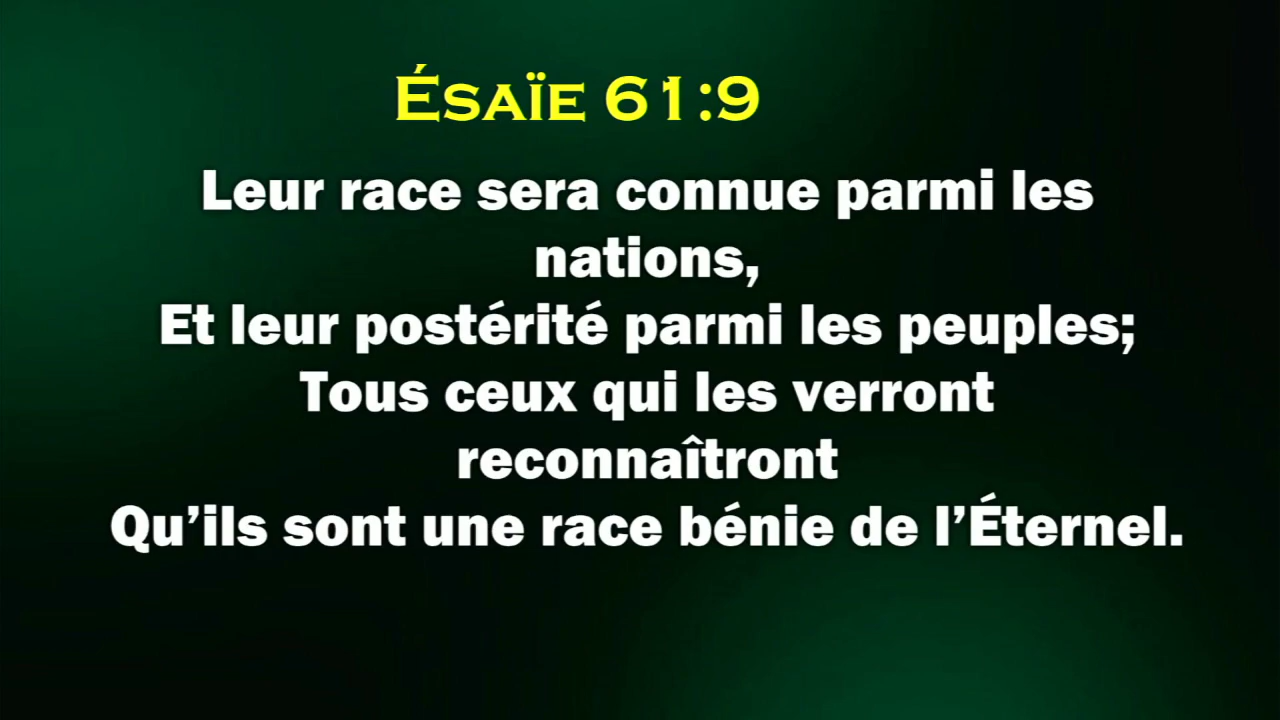 Ésaïe 61:9
Leur race sera connue parmi les
nations,
Et leur postérité parmi les peuples;
Tous ceux qui les verront
reconnaîtront
Qu’ils sont une race bénie de l’Éternel.